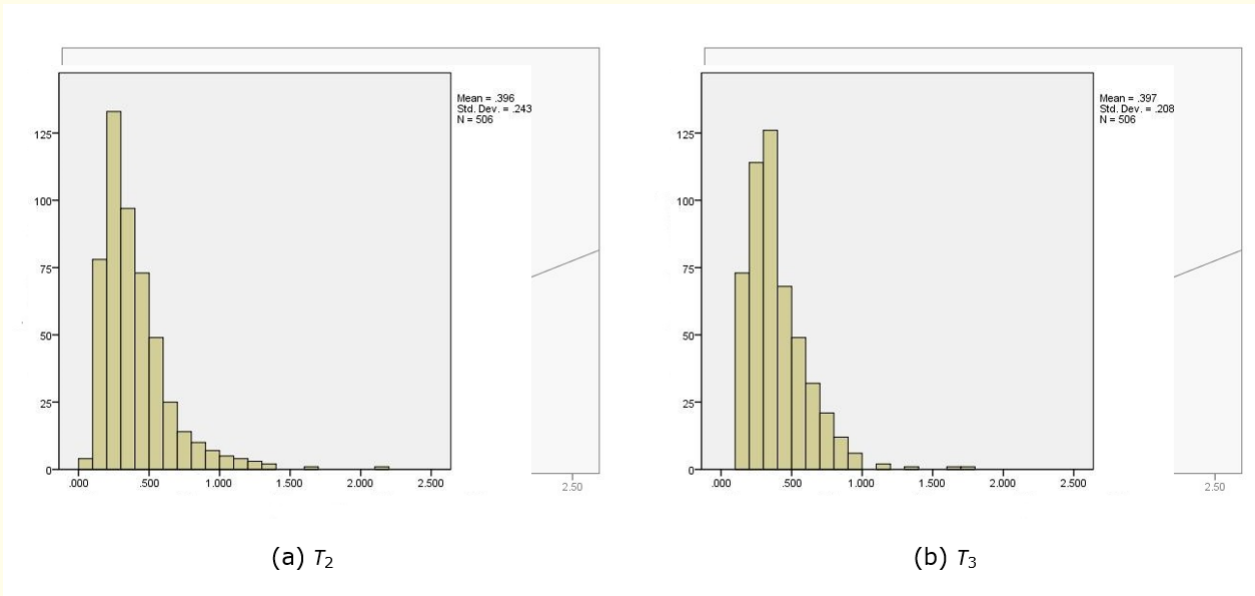 Mean = .396
Std. Dev. = .243
N = 506
125
100
75
50
25
0
.000 .500 1.000 1.500 2.000 2.500
2.50
(a) T2
Mean = .397
Std. Dev. = .208
N = 506
125
100
75
50
25
0
.000 .500 1.000 1.500 2.000 2.500
2.50
(b) T3